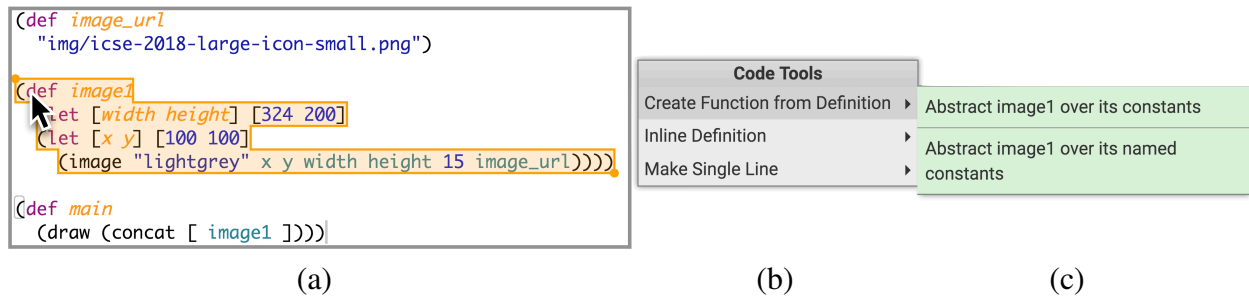 (def image_url
"img/icse-2018-large-icon-small.png")
(def image1
(let [width height] [324 200]
(let [x y] [100 100]
(image "lightgrey" x y width height 15 image_url))))
(def main
(draw (concat [ image1 ])))
(a)
Code Tools
Create Function from Definition
Inline Definition
Make Single Line
(b)
Abstract image1 over its constants
Abstract image1 over its named
constants
(c)